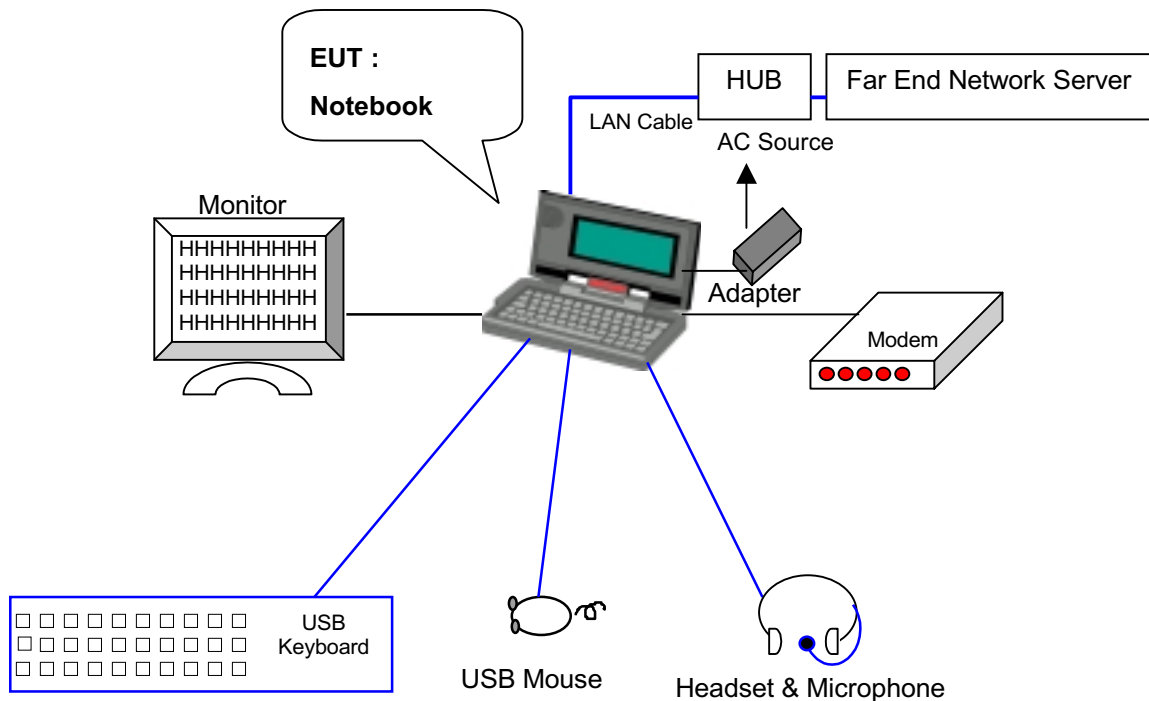 EUT :
Notebook
HUB
Far End Network Server
LAN Cable
AC Source
Monitor
HHHHHHHHH
HHHHHHHHH
HHHHHHHHH
HHHHHHHHH
Adapter
Modem
USB
Keyboard
USB Mouse
Headset & Microphone